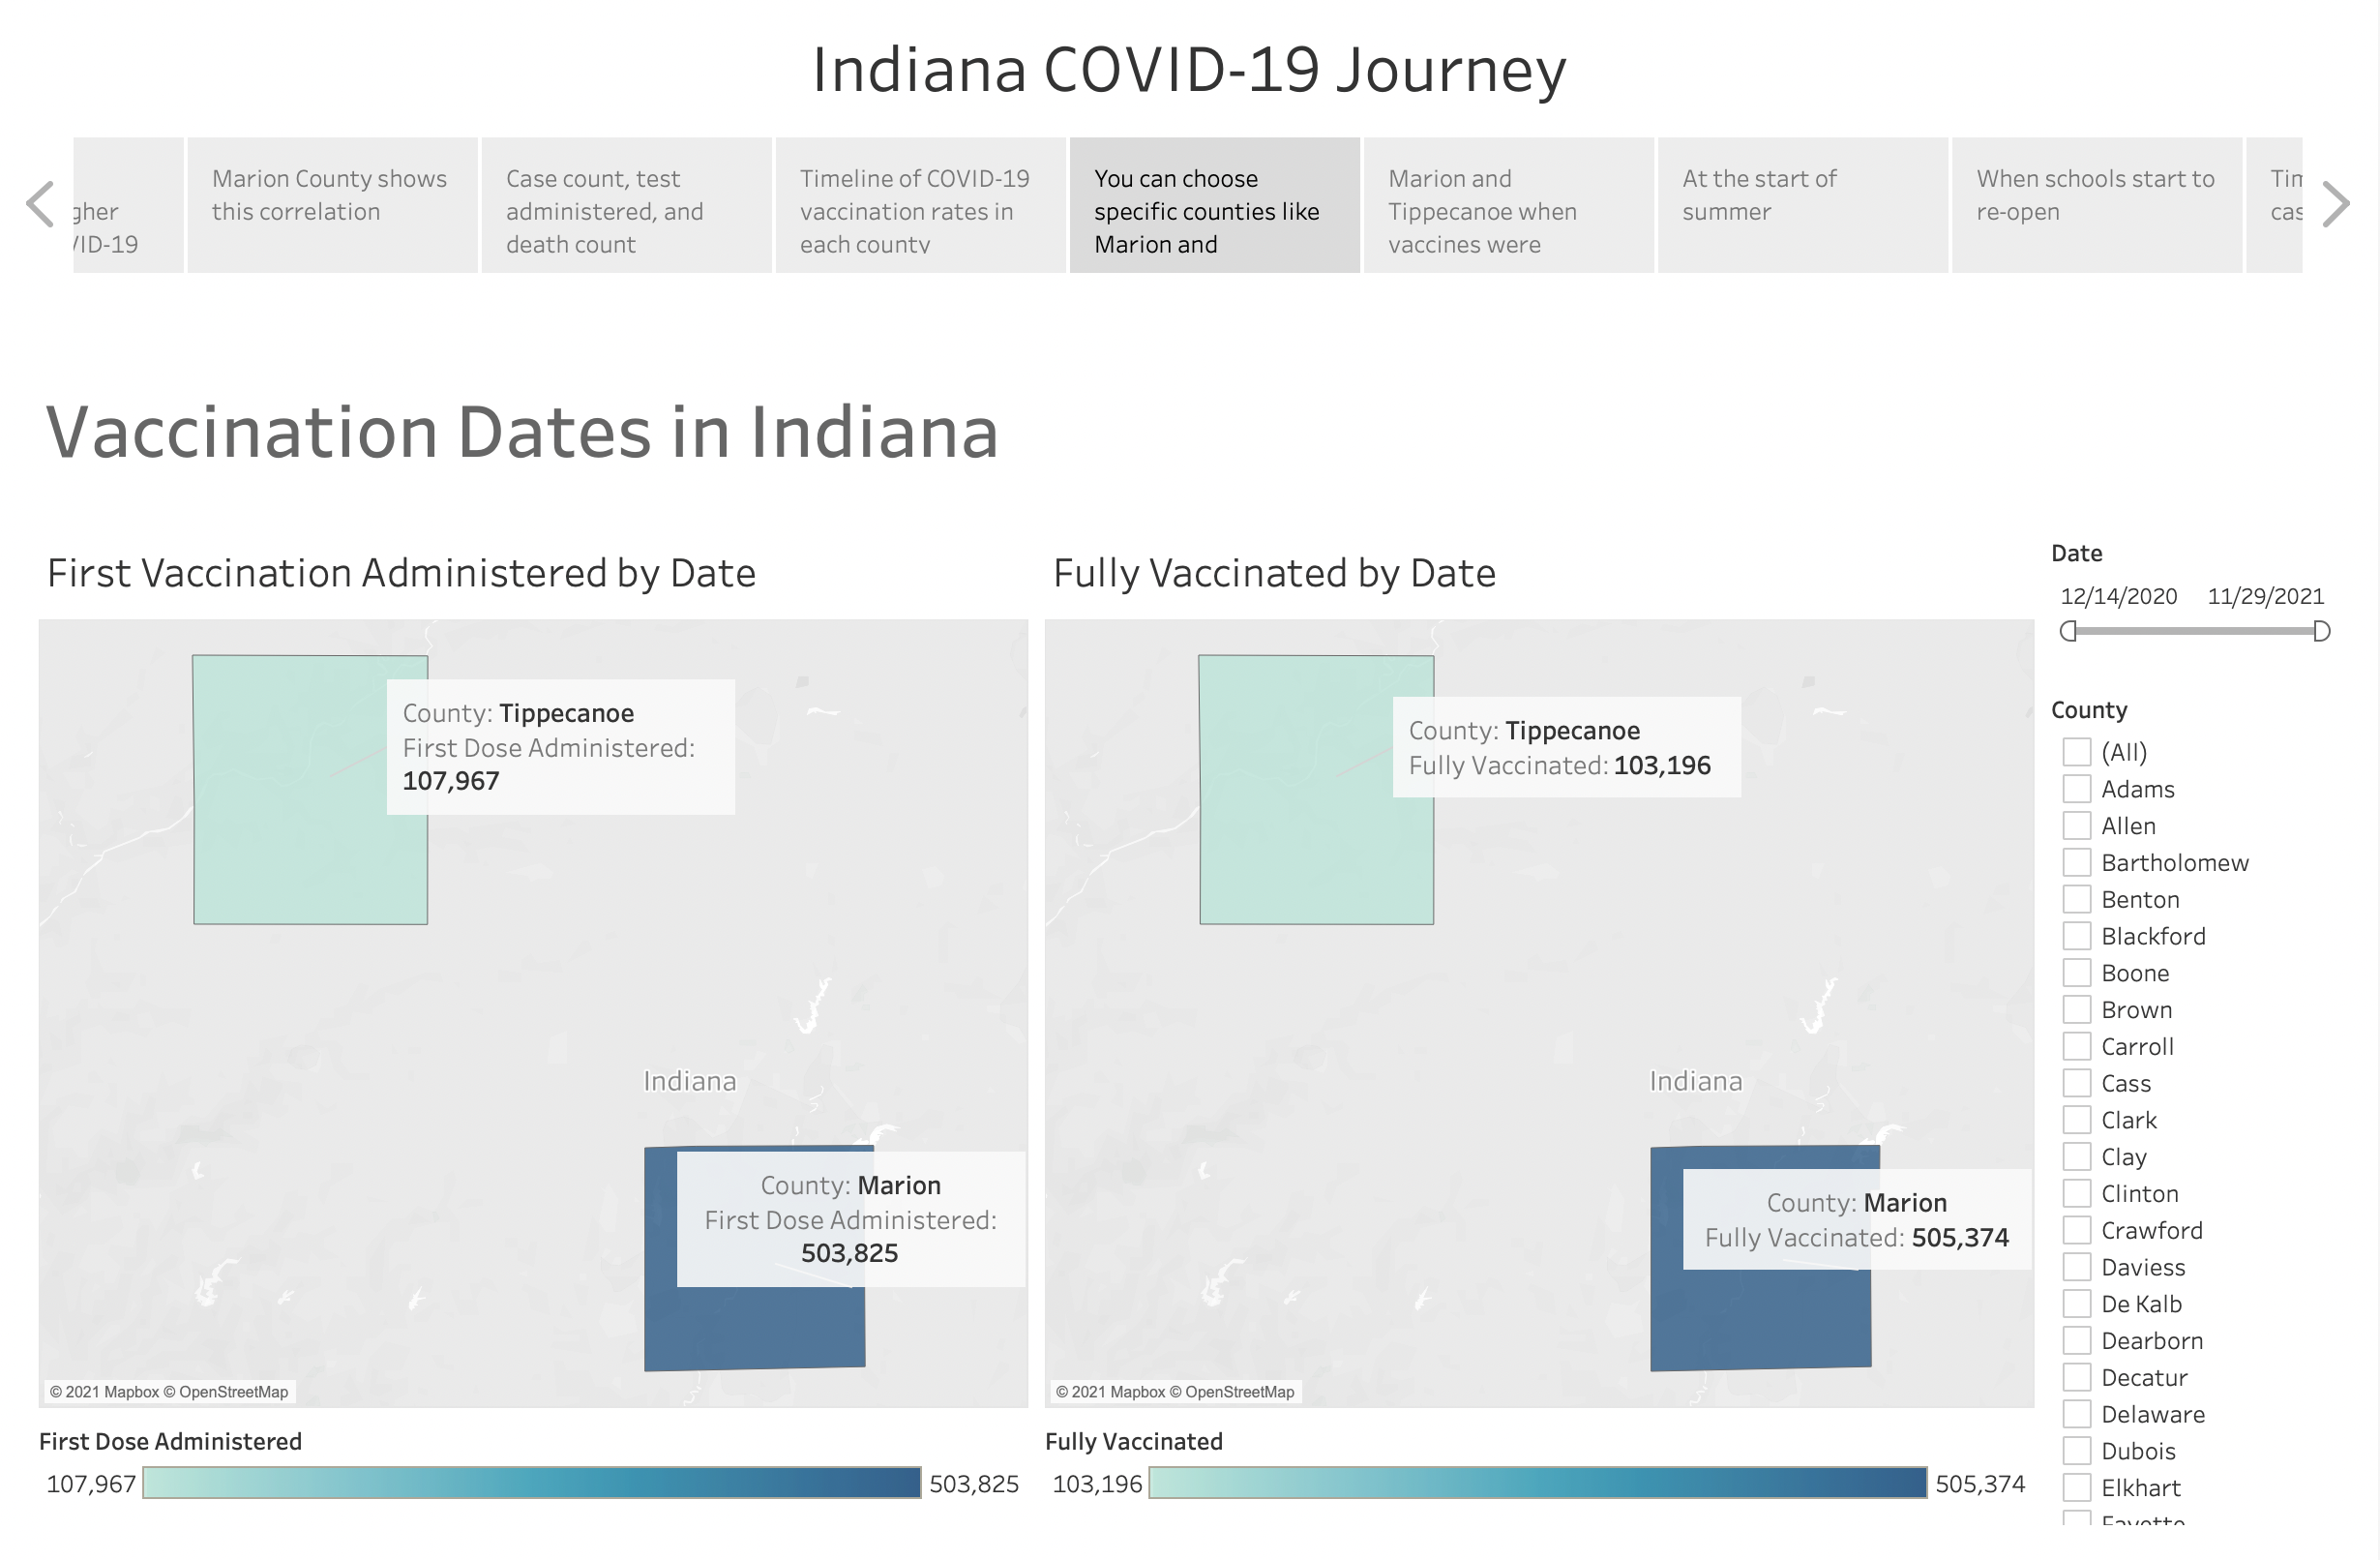 Indiana COVID-19 Journey
gher
VID-19
Marion County shows
this correlation
Case count, test
administered, and
death count
Timeline of COVID-19
vaccination rates in
each county
You can choose
specific counties like
Marion and
Marion and
Tippecanoe when
vaccines were
At the start of
summer
When schools start to
re-open
Tim
cas
Vaccination Dates in Indiana
First Vaccination Administered by Date
County: Tippecanoe
First Dose Administered:
107,967
Indiana
County: Marion
First Dose Administered:
503,825
© 2021 Mapbox © OpenStreetMap
First Dose Administered
107,967
503,825
Fully Vaccinated by Date
County: Tippecanoe
Fully Vaccinated: 103,196
Indiana
County: Marion
Fully Vaccinated: 505,374
© 2021 Mapbox © OpenStreetMap
Fully Vaccinated
103,196
505,374
Date
12/14/2020 11/29/2021
County
(All)
Adams
Allen
Bartholomew
Benton
Blackford
Boone
Brown
Carroll
Cass
Clark
Clay
Clinton
Crawford
Daviess
De Kalb
Dearborn
Decatur
Delaware
Dubois
Elkhart
Fayette